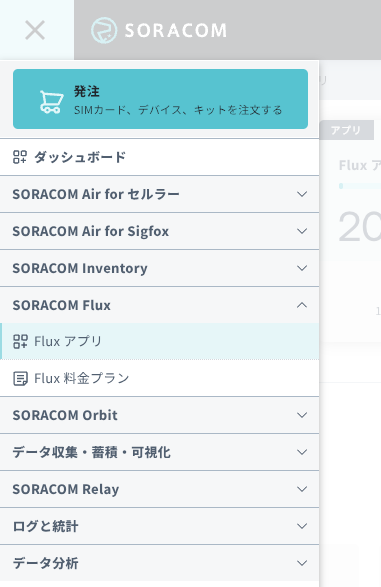 SORACOM
発注
SIMカード、デバイス、キットを注文する
リ
ダッシュボード
アプリ
SORACOM Air for セルラー
Flux ア
SORACOM Air for Sigfox
20
SORACOM Inventory
SORACOM Flux
1
Flux アプリ
Flux 料金プラン
SORACOM Orbit
データ収集・蓄積・可視化
SORACOM Relay
ログと統計
データ分析